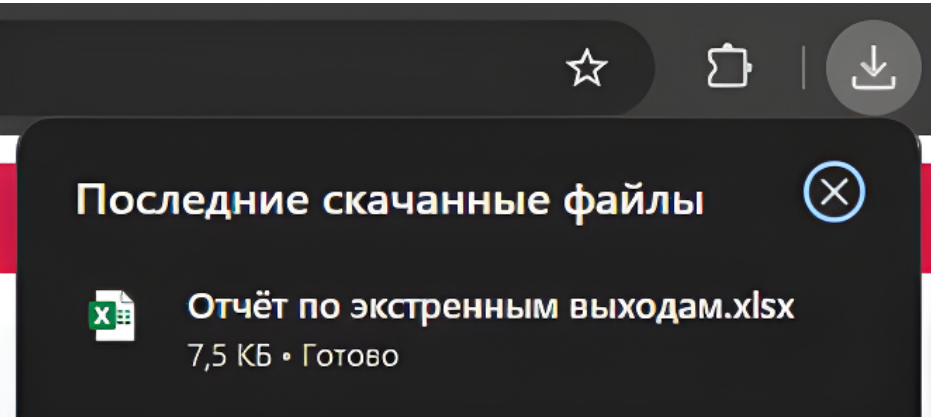 Последние скачанные файлы
Отчёт по экстренным выходам.xlsx
7,5 КБ • Готово